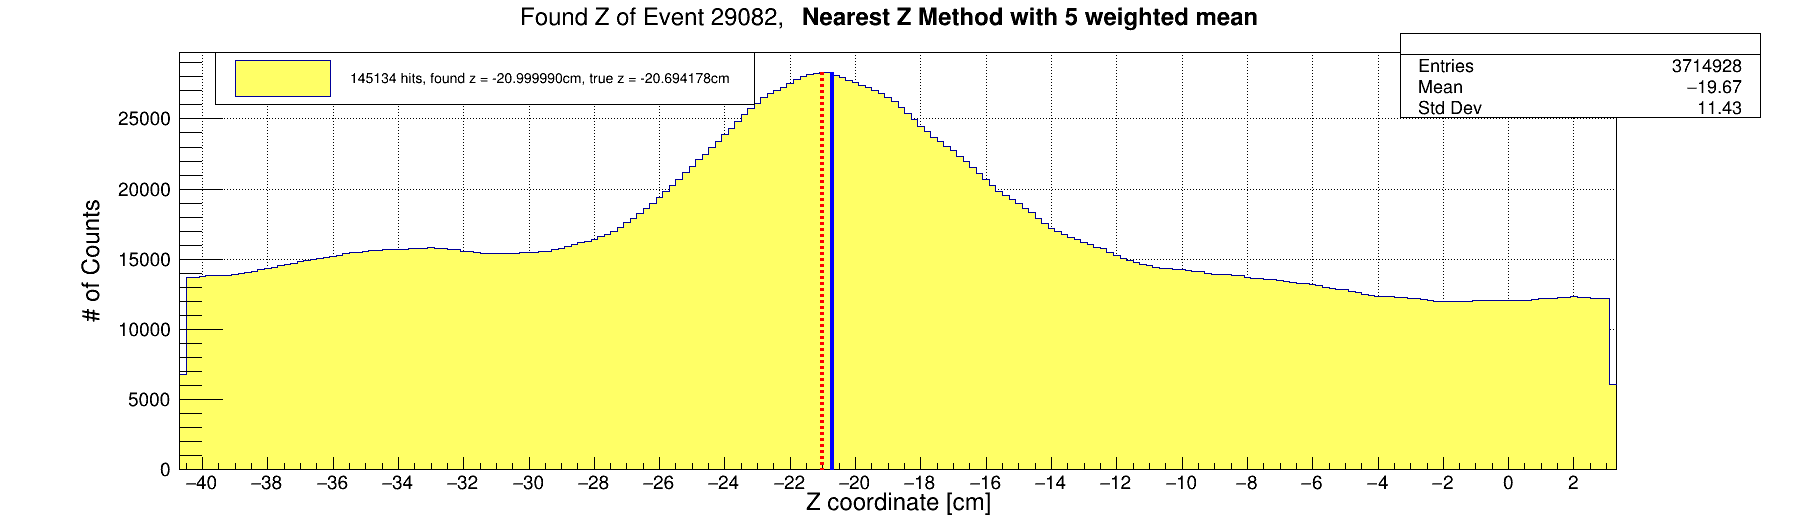 Found Z of Event 29082, Nearest Z Method with 5 weighted mean
145134 hits, found z = -20.999990cm, true z = -20.694178cm
Entries 3714928
Mean −19.67
Std Dev 11.43
# of Counts
25000
20000
15000
10000
5000
0
−40 −38 −36 −34 −32 −30 −28 −26 −24 −22 −20 −18 −16 −14 −12 −10 −8 −6 −4 −2 0 2
Z coordinate [cm]